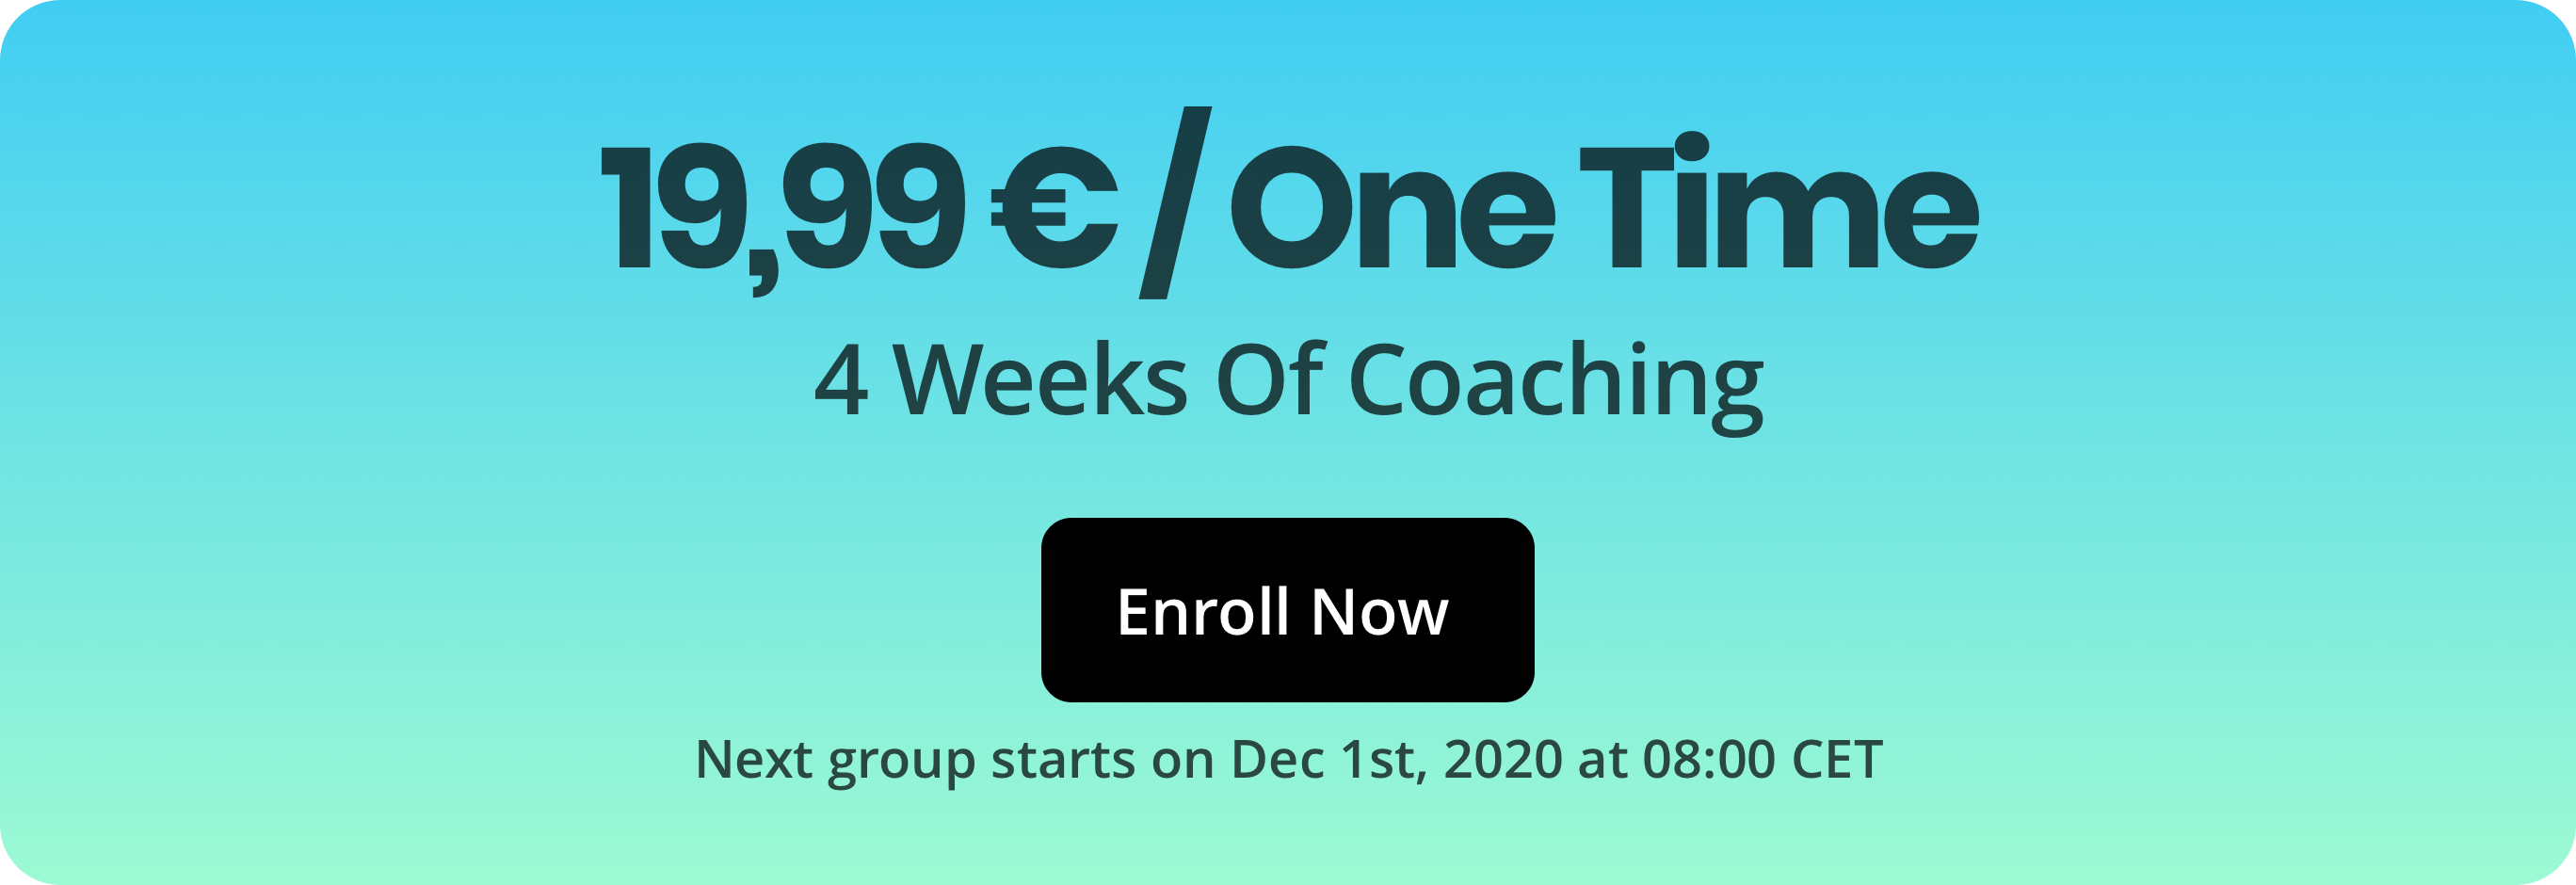 19,99 € / One Time
4 Weeks Of Coaching
Enroll Now
Next group starts on Dec 1st, 2020 at 08:00 CET